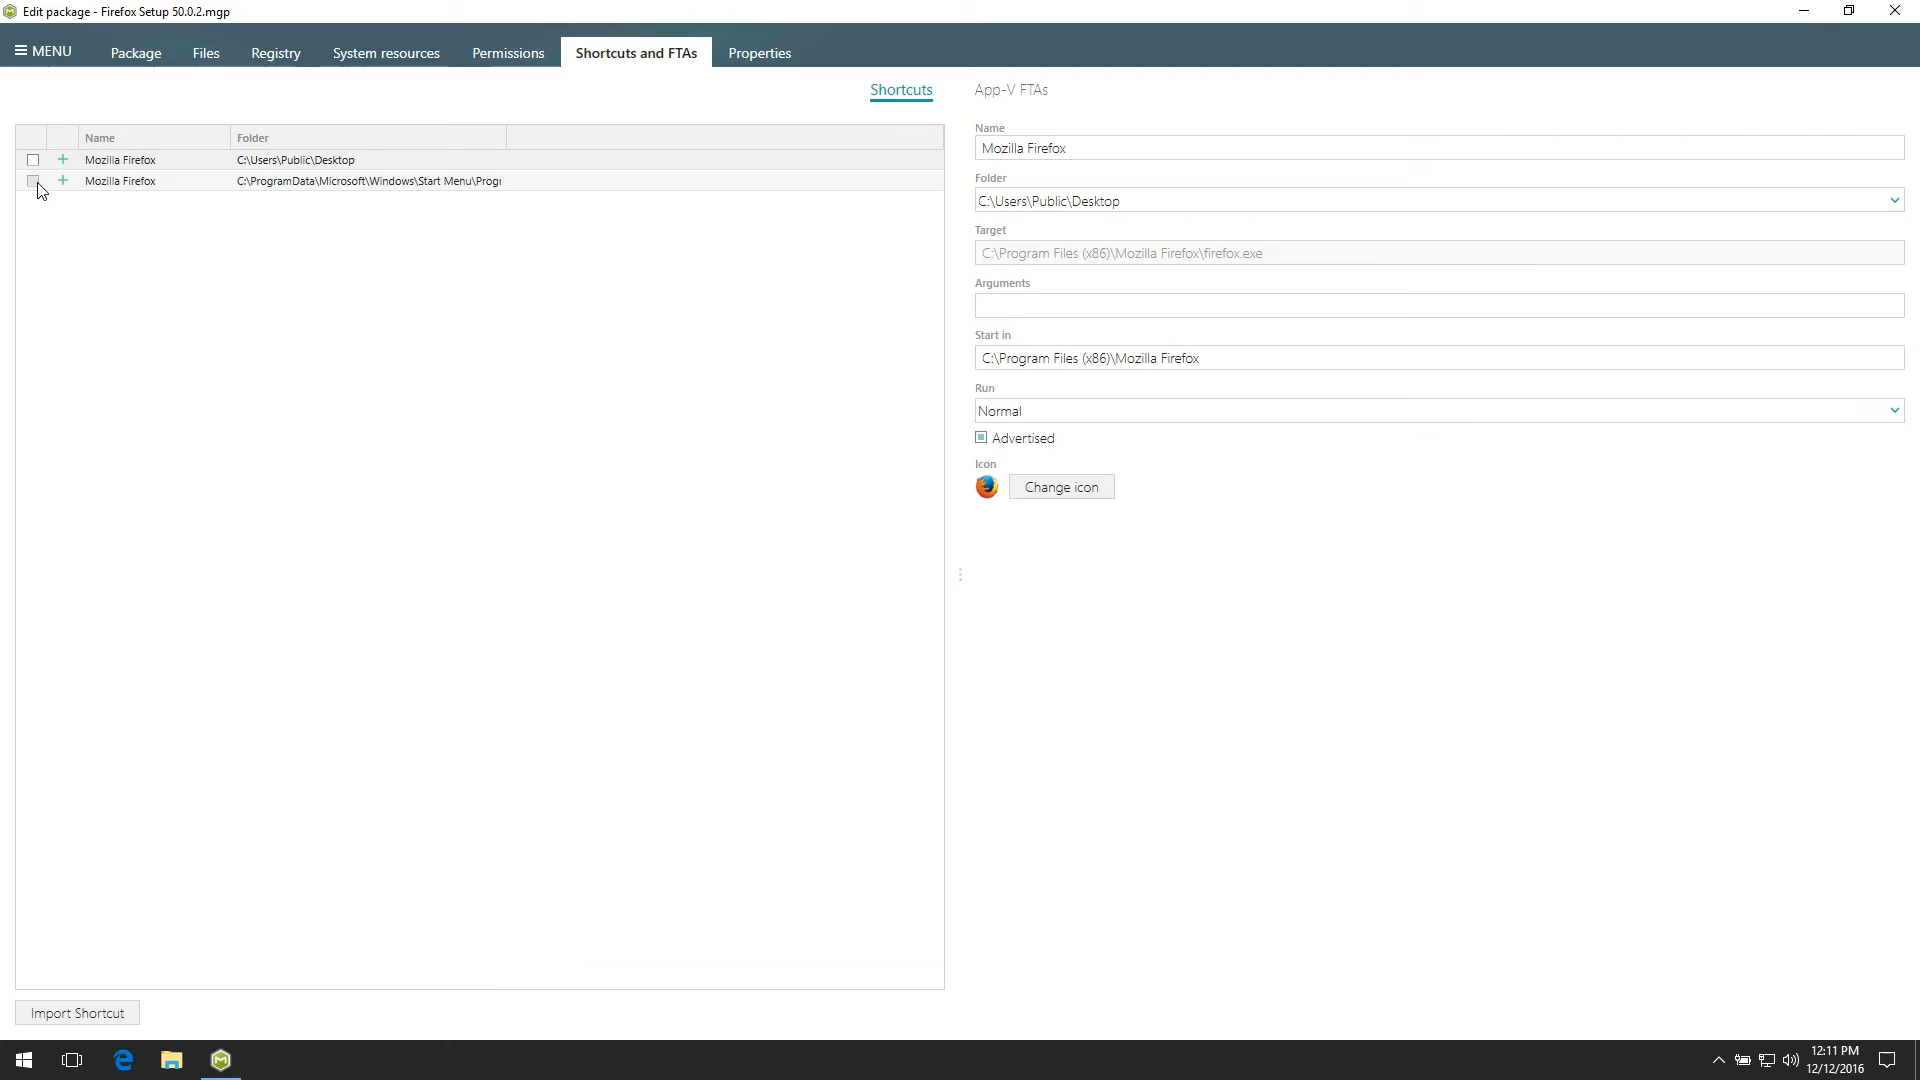 Edit package - Firefox Setup 50.0.2.mgp
MENU Package Files Registry System resources Permissions Shortcuts and FTAs Properties
Shortcuts App-V FTAs
Name Folder
Mozilla Firefox C:\Users\Public\Desktop
Mozilla Firefox C:\ProgramData\Microsoft\Windows\Start Menu\Progr
Name
Mozilla Firefox
Folder
C:\Users\Public\Desktop
Target
C:\Program Files (x86)\Mozilla Firefox\firefox.exe
Arguments
Start in
C:\Program Files (x86)\Mozilla Firefox
Run
Normal
Advertised
Icon
Change icon
Import Shortcut
12:11 PM
12/12/2016